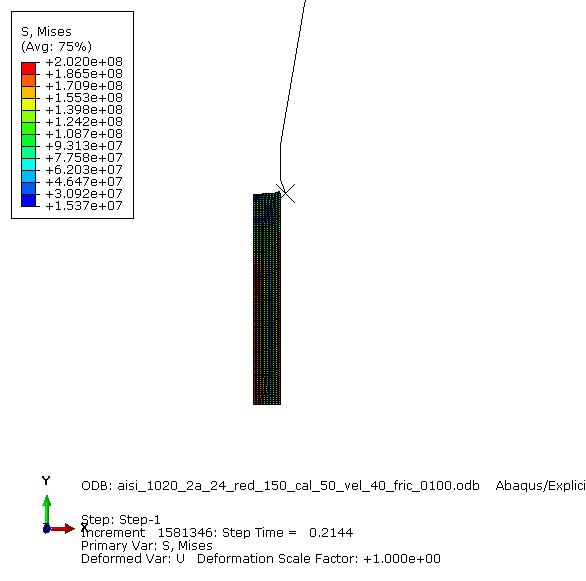 S, Mises
(Avg: 75%)
+2.020e+08
+1.865e+08
+1.709e+08
+1.553e+08
+1.398e+08
+1.242e+08
+1.087e+08
+9.313e+07
+7.758e+07
+6.203e+07
+4.647e+07
+3.092e+07
+1.537e+07
Y
X
ODB: aisi_1020_2a_24_red_150_cal_50_vel_40_fric_0100.odb Abaqus/Explici
Step: Step-1
Increment 1581346: Step Time = 0.2144
Primary Var: S, Mises
Deformed Var: U Deformation Scale Factor: +1.000e+00